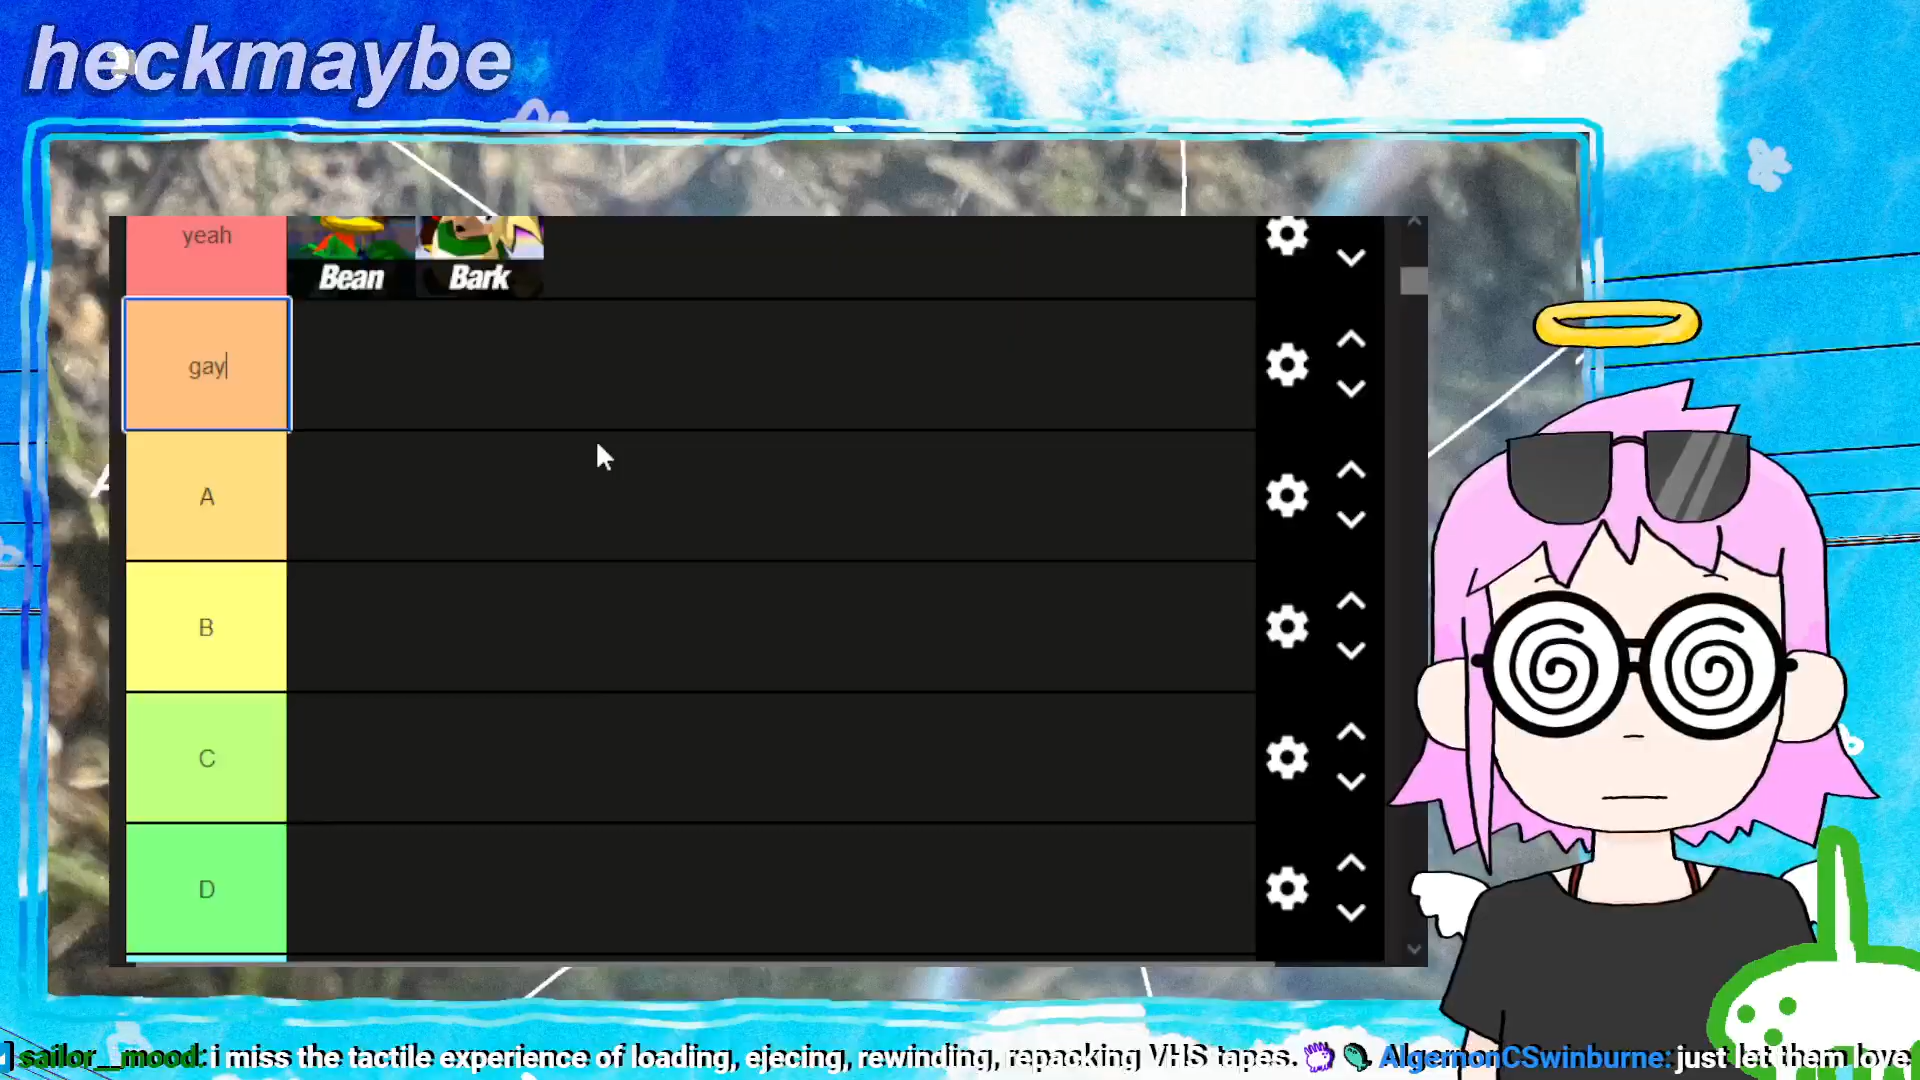 heckmaybe
yeah
Bean
Bark
gay
A
B
C
D
sailor__mood: i miss the tactile experience of loading, ejecing, rewinding, repacking VHS tapes. AlgernonCSwinburne: just let them love